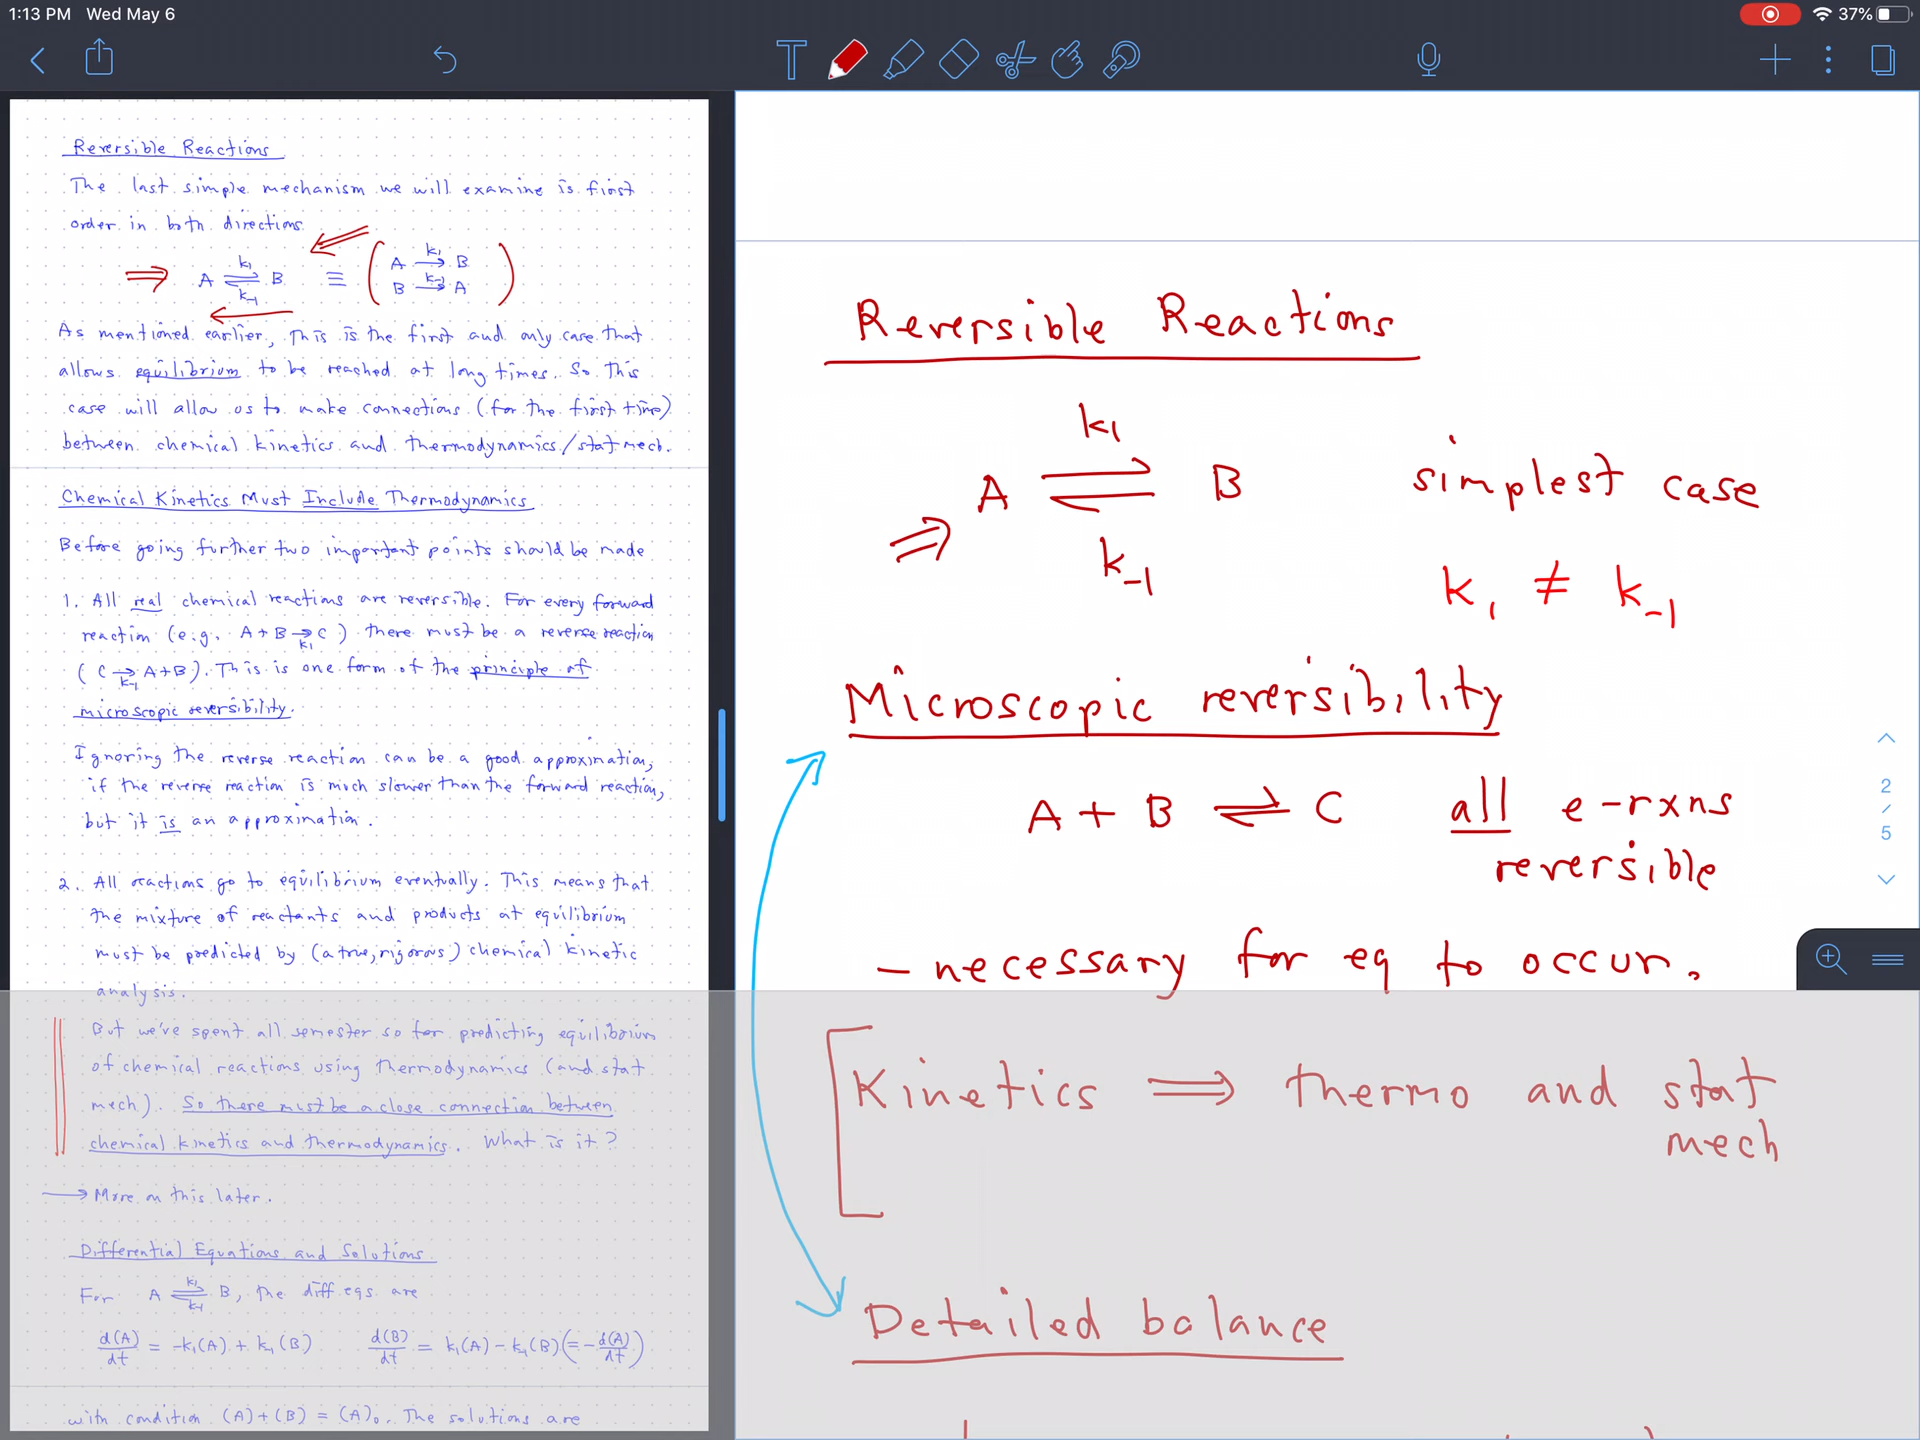 1:13 PM Wed May 6
37%
Reversible Reactions
The last simple mechanism we will examine is first
order in both directions
k₁
A ⇌ B ≡ ( A →k₁ B
B →k₋₁ A )
k₋₁
As mentioned earlier, this is the first and only case that
allows equilibrium to be reached at long times. So this
case will allow us to make connections (for the first time)
between chemical kinetics and thermodynamics/stat mech.
Chemical Kinetics Must Include Thermodynamics
Before going further two important points should be made
1. All real chemical reactions are reversible. For every forward
reaction (e.g. A + B →k₁ C) there must be a reverse reaction
(C →k₋₁ A+B). This is one form of the principle of
microscopic reversibility.
Ignoring the reverse reaction can be a good approximation,
if the reverse reaction is much slower than the forward reaction,
but it is an approximation.
2. All reactions go to equilibrium eventually. This means that
the mixture of reactants and products at equilibrium
must be predicted by (a true, rigorous) chemical kinetic
analysis.
But we've spent all semester so far predicting equilibrium
of chemical reactions using thermodynamics (and stat
mech). So there must be a close connection between
chemical kinetics and thermodynamics. What is it?
→ More on this later.
Differential Equations and Solutions
For A ⇌ B, the diff eqs are
k₁
k₋₁
d(A)/dt = -k₁(A) + k₋₁(B) d(B)/dt = k₁(A) - k₋₁(B) (= -d(A)/dt)
with condition (A)+(B) = (A)₀. The solutions are
Reversible Reactions
k₁
A ⇌ B simplest case
k₋₁
k₁ ≠ k₋₁
Microscopic reversibility
A + B ⇌ C all e-rxns
reversible
- necessary for eq to occur.
Kinetics ⟹ thermo and stat
mech
Detailed balance
2
/
5